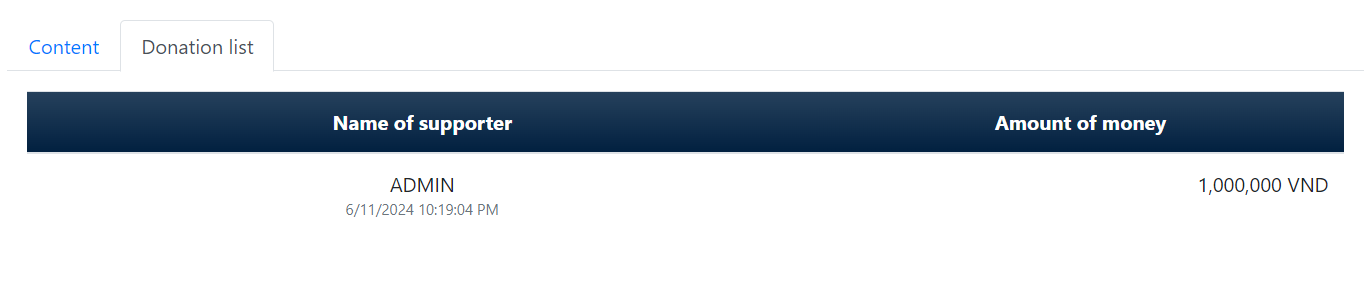 Content Donation list
Name of supporter Amount of money
ADMIN 1,000,000 VND
6/11/2024 10:19:04 PM